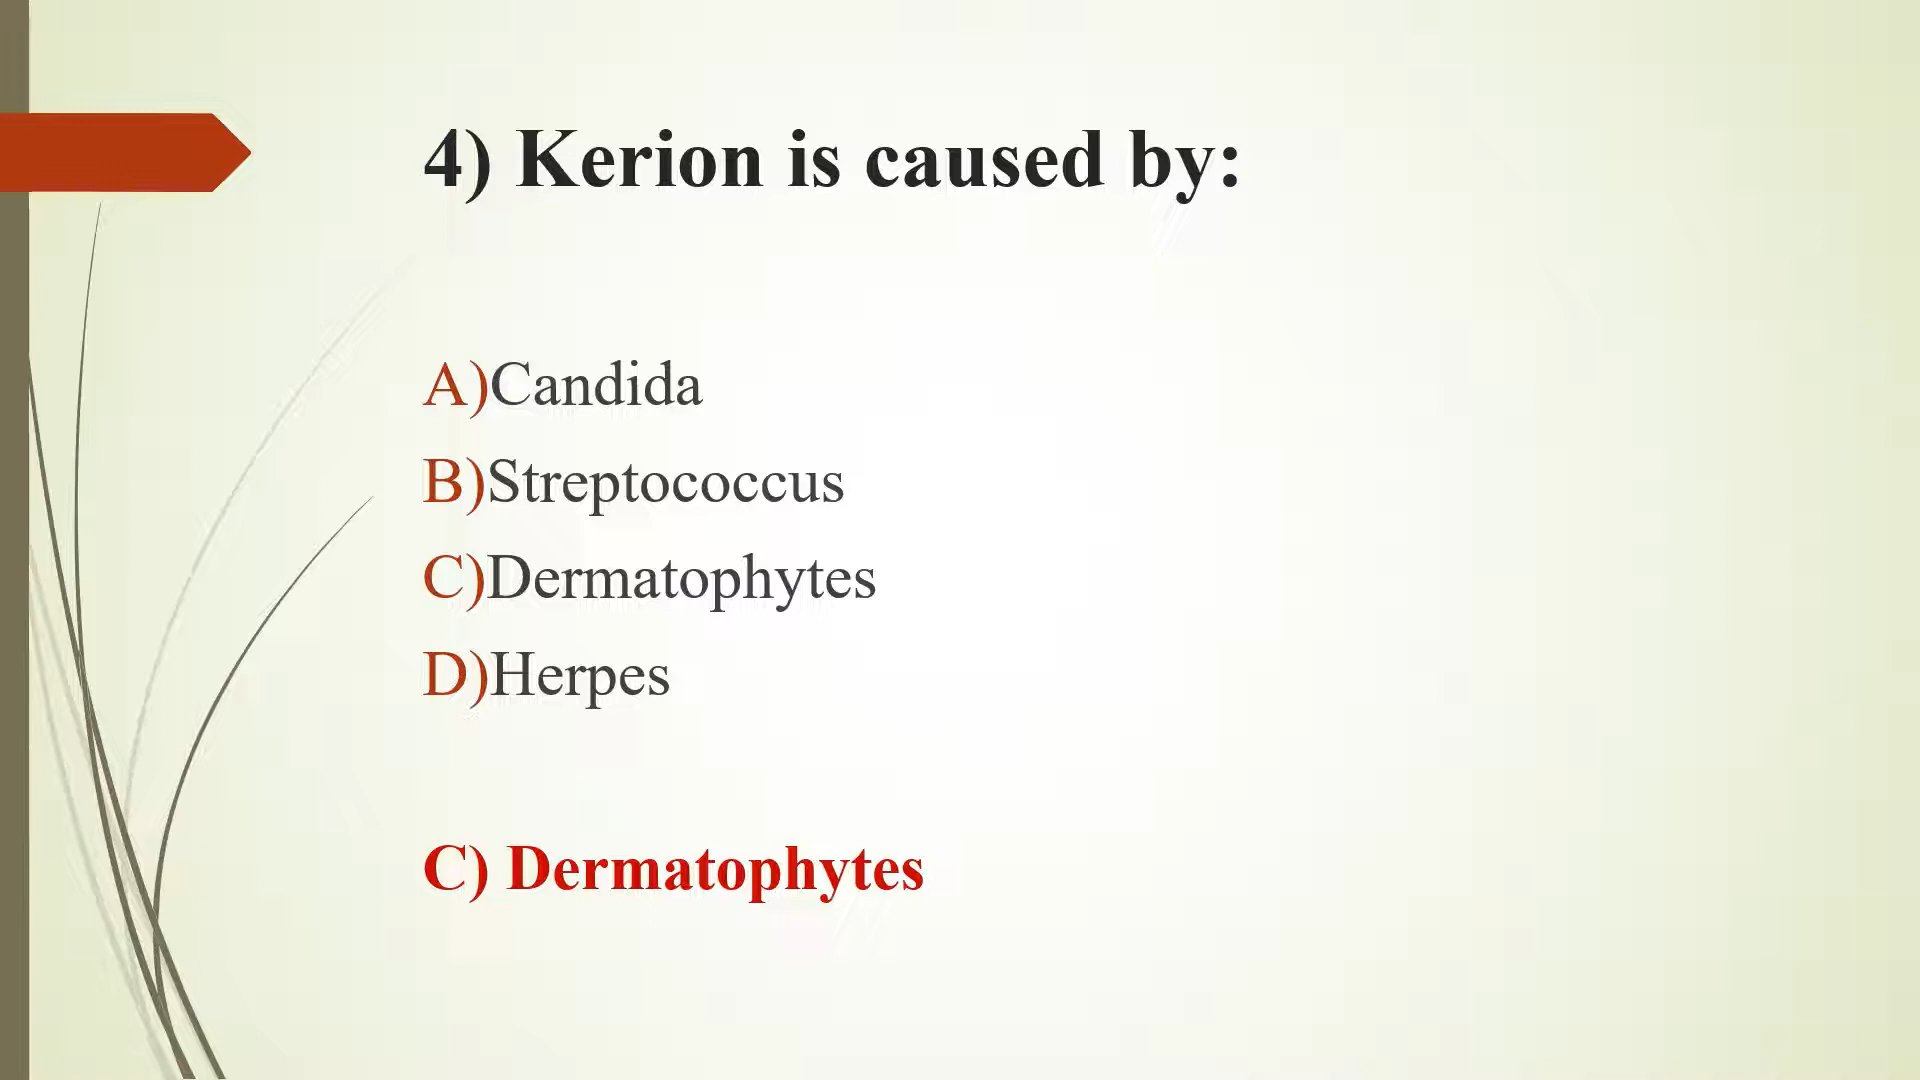 4) Kerion is caused by:
A)Candida
B)Streptococcus
C)Dermatophytes
D)Herpes
C) Dermatophytes